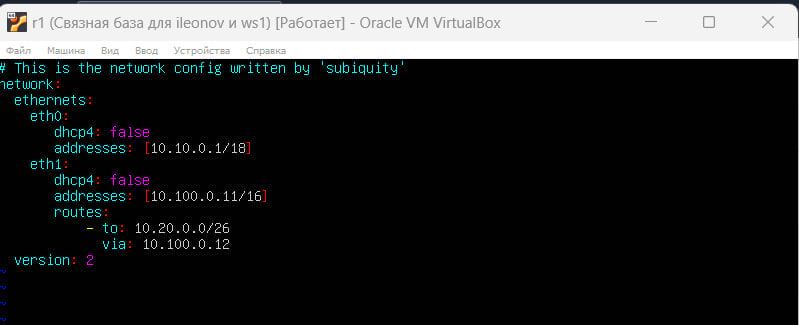 r1 (Связная база для ileonov и ws1) [Работает] - Oracle VM VirtualBox
Файл Машина Вид Ввод Устройства Справка
# This is the network config written by 'subiquity'
network:
  ethernets:
    eth0:
       dhcp4: false
       addresses: [10.10.0.1/18]
    eth1:
       dhcp4: false
       addresses: [10.100.0.11/16]
       routes:
           - to: 10.20.0.0/26
             via: 10.100.0.12
  version: 2
~
~
~
~